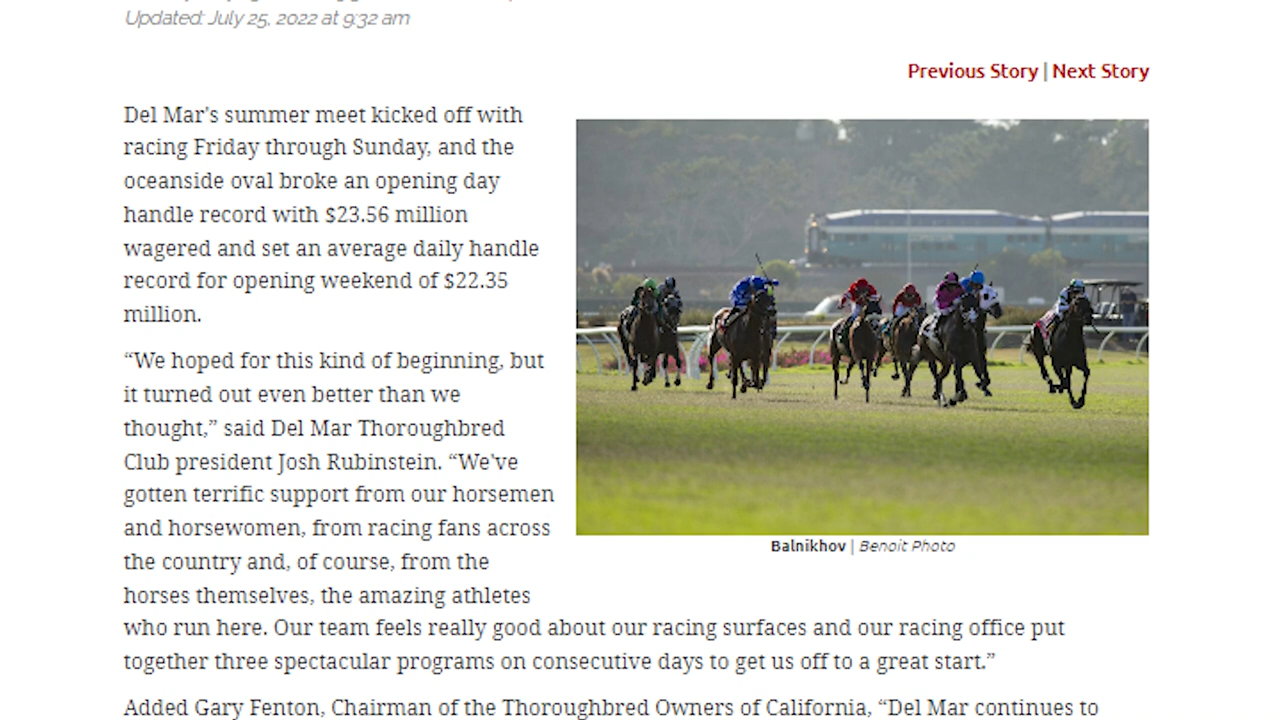 Updated: July 25, 2022 at 9:32 am
Previous Story | Next Story
Del Mar's summer meet kicked off with
racing Friday through Sunday, and the
oceanside oval broke an opening day
handle record with $23.56 million
wagered and set an average daily handle
record for opening weekend of $22.35
million.
“We hoped for this kind of beginning, but
it turned out even better than we
thought,” said Del Mar Thoroughbred
Club president Josh Rubinstein. “We've
gotten terrific support from our horsemen
and horsewomen, from racing fans across
the country and, of course, from the
horses themselves, the amazing athletes
who run here. Our team feels really good about our racing surfaces and our racing office put
together three spectacular programs on consecutive days to get us off to a great start.”
Balnikhov | Benoit Photo
Added Gary Fenton, Chairman of the Thoroughbred Owners of California, “Del Mar continues to